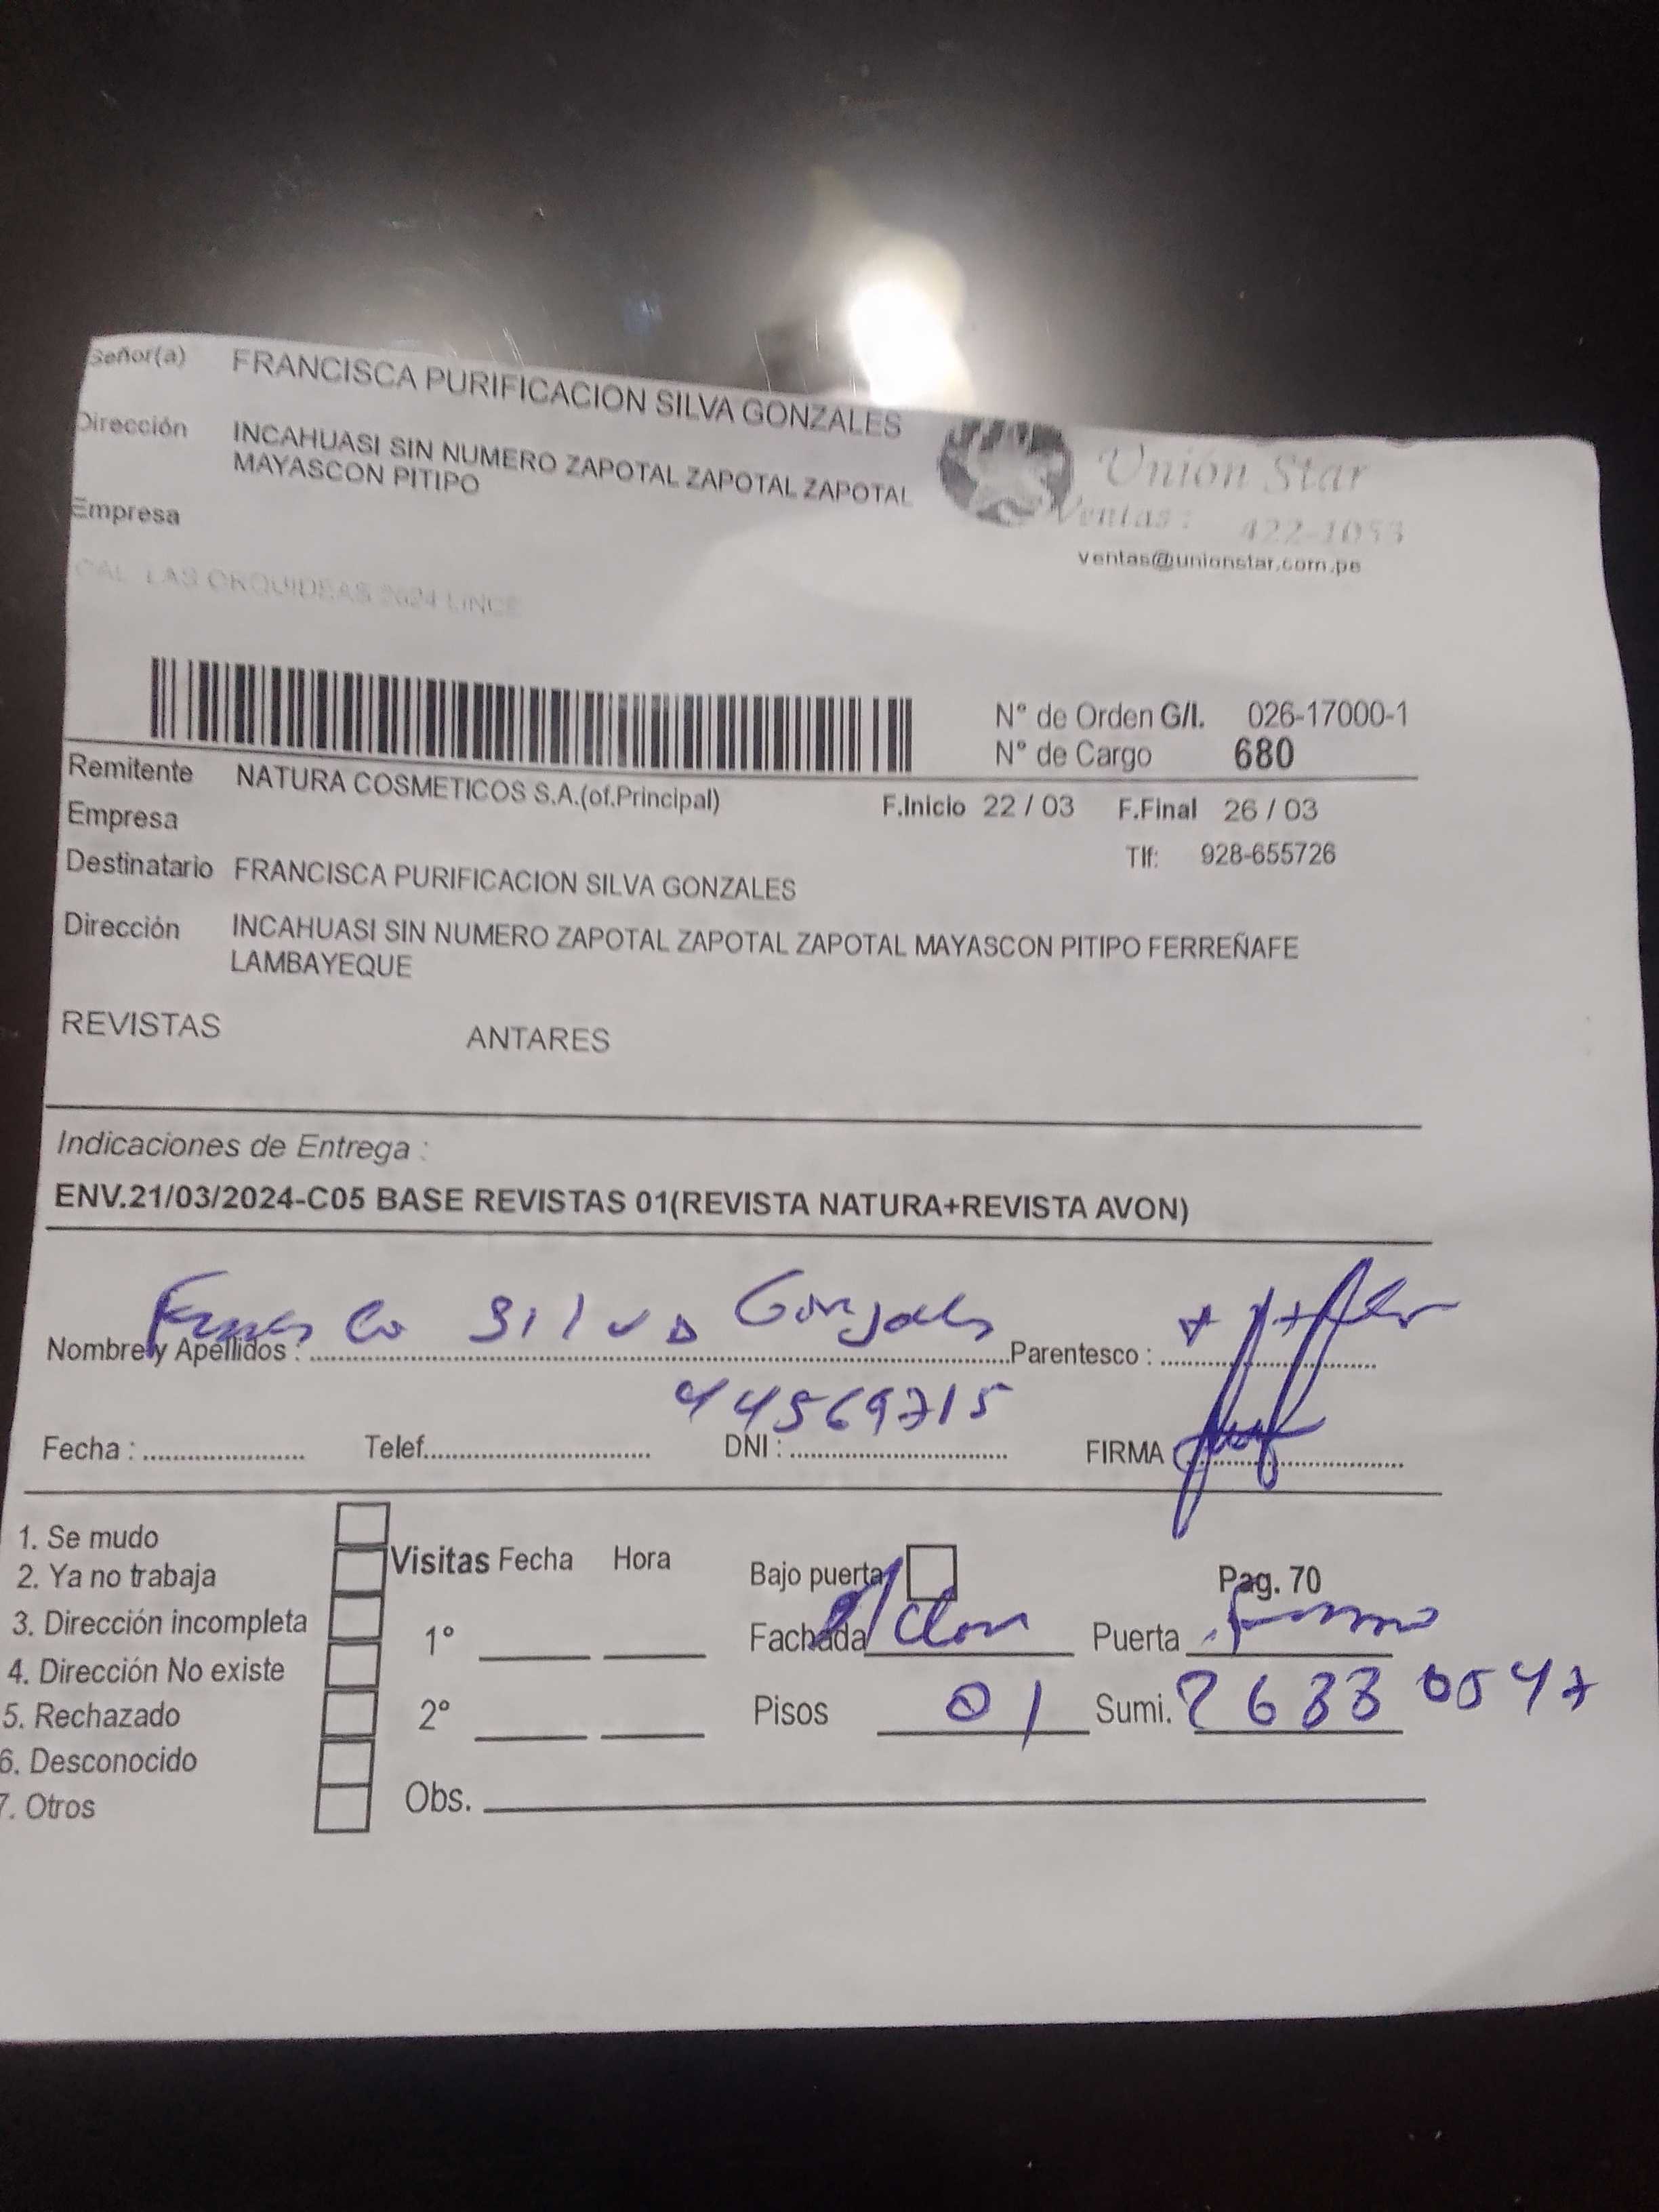 Señor(a) FRANCISCA PURIFICACION SILVA GONZALES
Dirección INCAHUASI SIN NUMERO ZAPOTAL ZAPOTAL ZAPOTAL
MAYASCON PITIPO
Empresa
Unión Star
Ventas: 422-1053
ventas@unionstar.com.pe
CAL LAS ORQUIDEAS 2624 LINCE
N° de Orden G/I. 026-17000-1
N° de Cargo 680
Remitente NATURA COSMETICOS S.A.(of.Principal)
F.Inicio 22 / 03 F.Final 26 / 03
Empresa
Tlf: 928-655726
Destinatario FRANCISCA PURIFICACION SILVA GONZALES
Dirección INCAHUASI SIN NUMERO ZAPOTAL ZAPOTAL ZAPOTAL MAYASCON PITIPO FERREÑAFE
LAMBAYEQUE
REVISTAS ANTARES
Indicaciones de Entrega :
ENV.21/03/2024-C05 BASE REVISTAS 01(REVISTA NATURA+REVISTA AVON)
Nombre y Apellidos : Silva Gonzales Parentesco :
Fecha : Telef. DNI : 44569715 FIRMA
1. Se mudo
2. Ya no trabaja
3. Dirección incompleta
4. Dirección No existe
5. Rechazado
6. Desconocido
7. Otros
Visitas Fecha Hora
1°
2°
Obs.
Bajo puerta Pag. 70
Fachada Puerta
Pisos 01 Sumi.